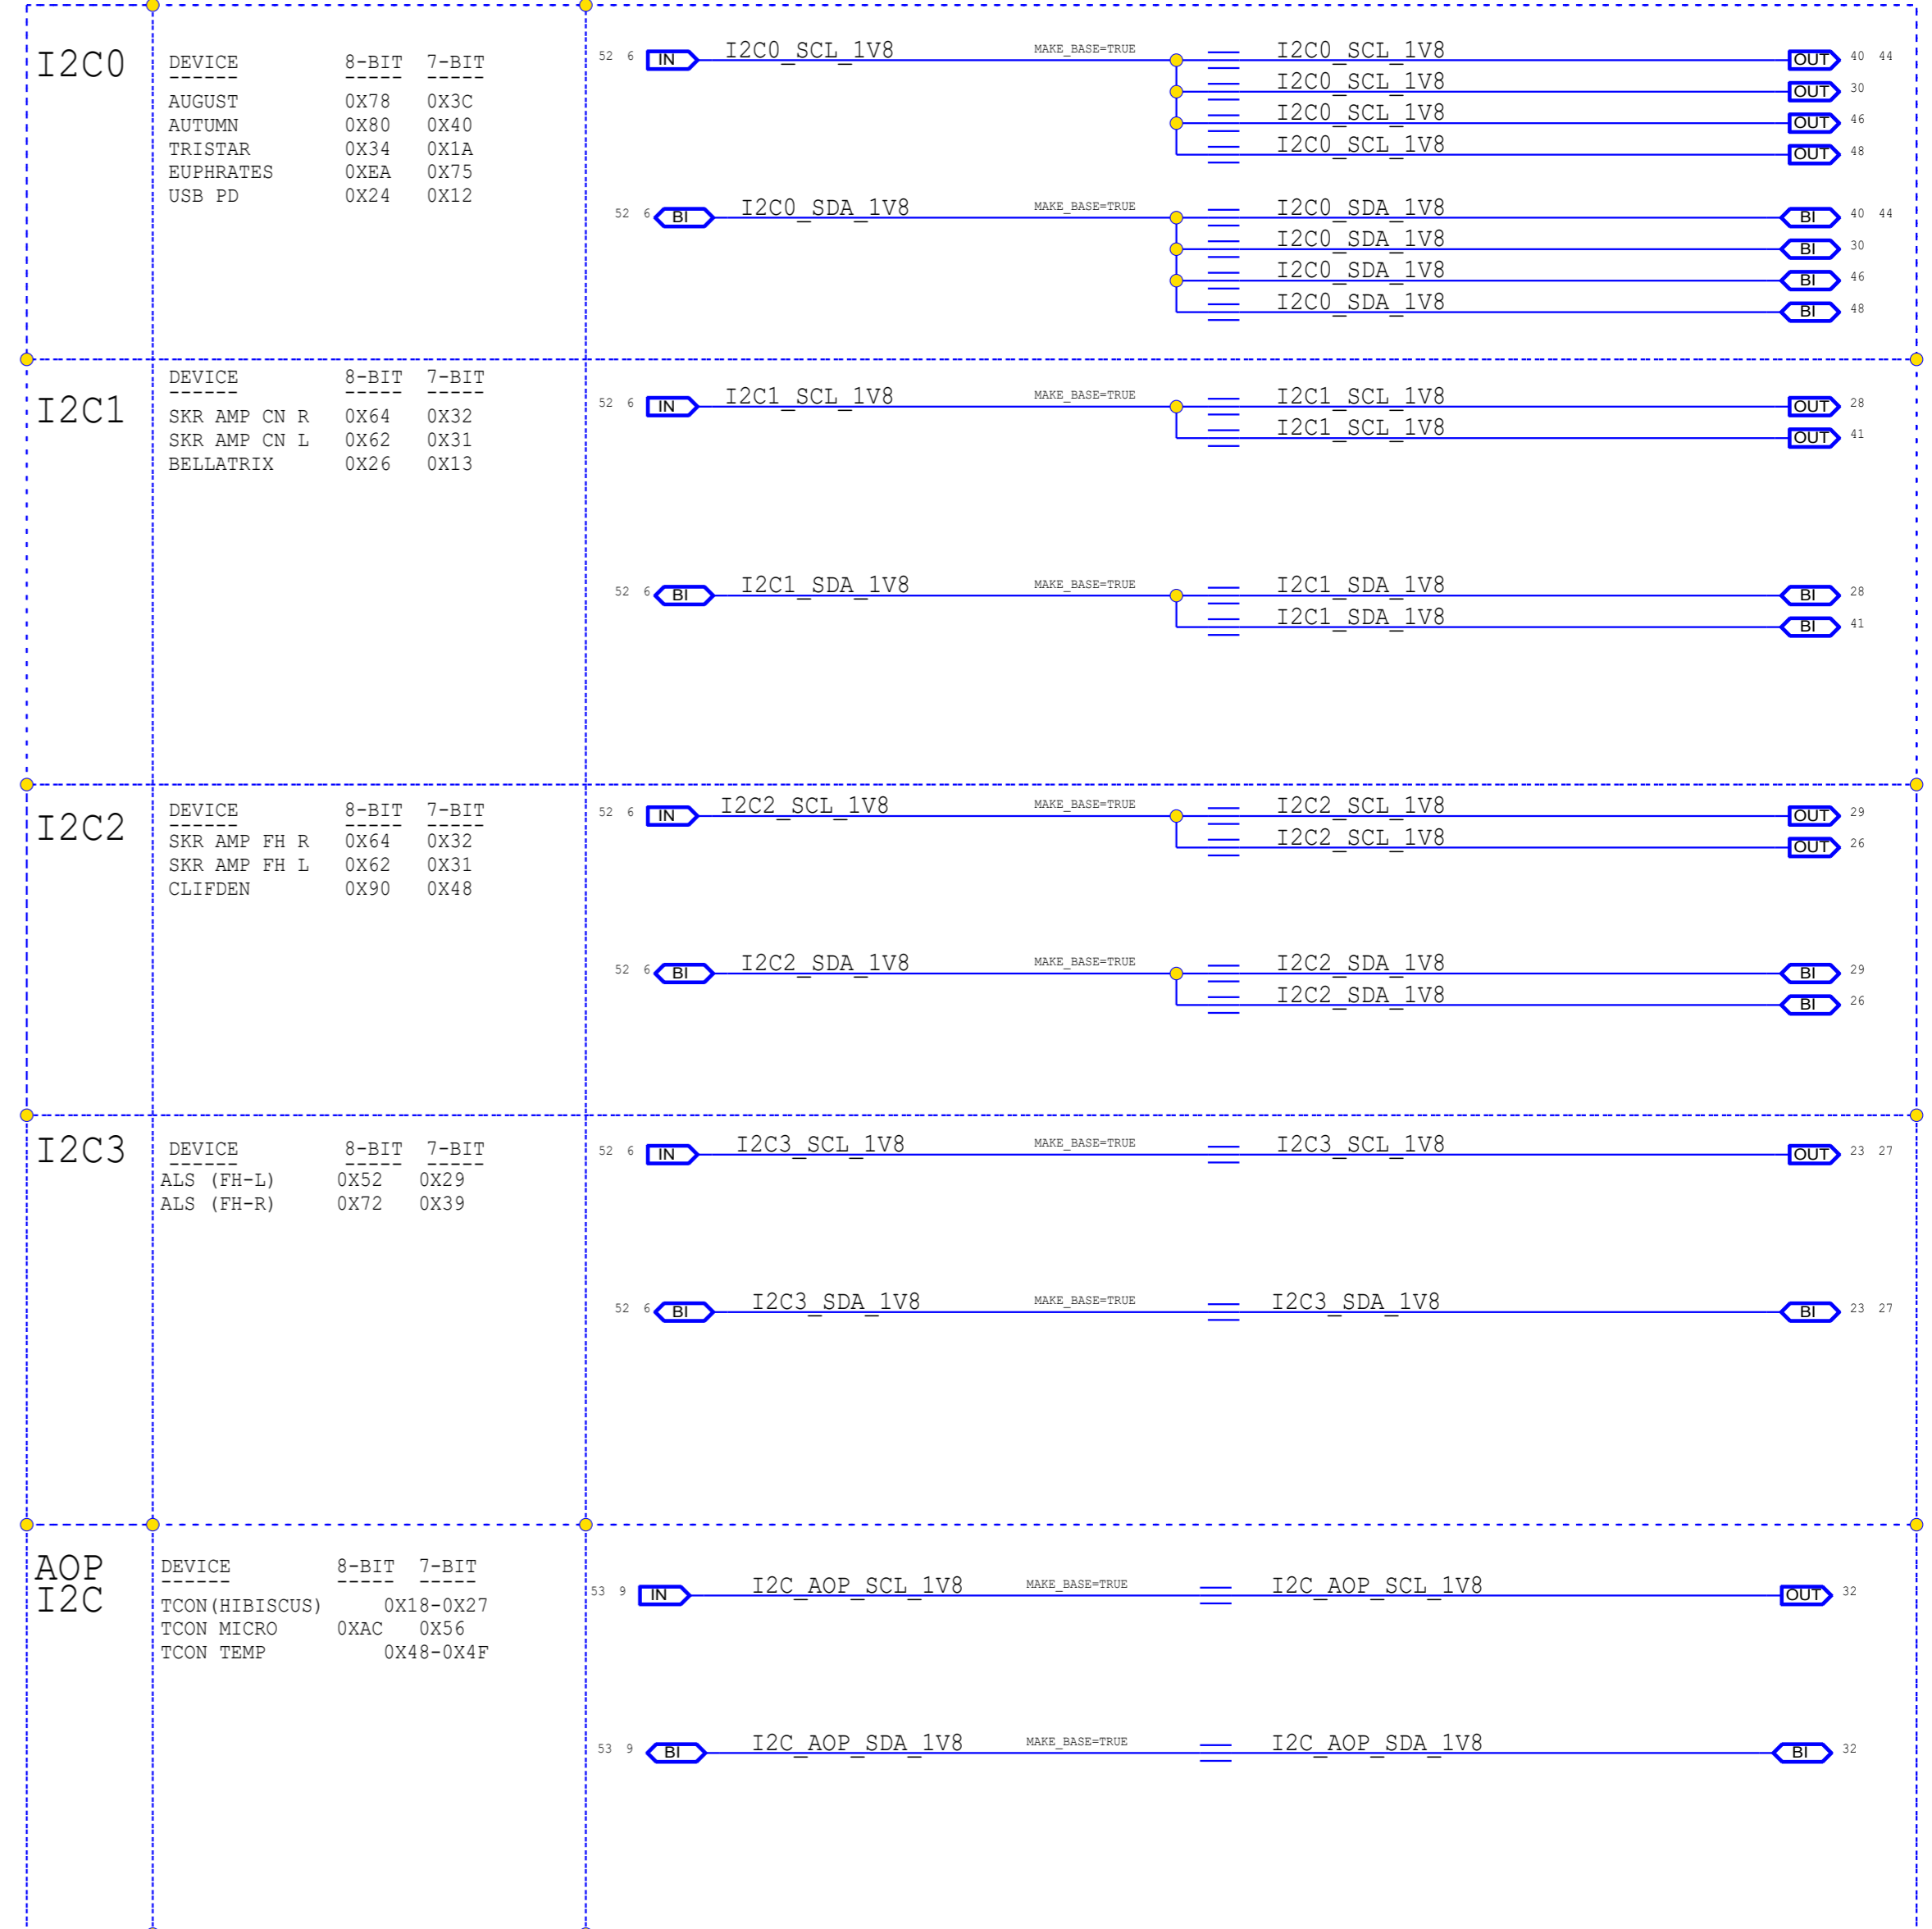 I2C0
DEVICE 8-BIT 7-BIT
------ ----- -----
AUGUST 0X78 0X3C
AUTUMN 0X80 0X40
TRISTAR 0X34 0X1A
EUPHRATES 0XEA 0X75
USB PD 0X24 0X12
52 6 IN I2C0_SCL_1V8 MAKE_BASE=TRUE I2C0_SCL_1V8 OUT 40 44
I2C0_SCL_1V8 OUT 30
I2C0_SCL_1V8 OUT 46
I2C0_SCL_1V8 OUT 48
52 6 BI I2C0_SDA_1V8 MAKE_BASE=TRUE I2C0_SDA_1V8 BI 40 44
I2C0_SDA_1V8 BI 30
I2C0_SDA_1V8 BI 46
I2C0_SDA_1V8 BI 48
I2C1
DEVICE 8-BIT 7-BIT
------ ----- -----
SKR AMP CN R 0X64 0X32
SKR AMP CN L 0X62 0X31
BELLATRIX 0X26 0X13
52 6 IN I2C1_SCL_1V8 MAKE_BASE=TRUE I2C1_SCL_1V8 OUT 28
I2C1_SCL_1V8 OUT 41
52 6 BI I2C1_SDA_1V8 MAKE_BASE=TRUE I2C1_SDA_1V8 BI 28
I2C1_SDA_1V8 BI 41
I2C2
DEVICE 8-BIT 7-BIT
------ ----- -----
SKR AMP FH R 0X64 0X32
SKR AMP FH L 0X62 0X31
CLIFDEN 0X90 0X48
52 6 IN I2C2_SCL_1V8 MAKE_BASE=TRUE I2C2_SCL_1V8 OUT 29
I2C2_SCL_1V8 OUT 26
52 6 BI I2C2_SDA_1V8 MAKE_BASE=TRUE I2C2_SDA_1V8 BI 29
I2C2_SDA_1V8 BI 26
I2C3
DEVICE 8-BIT 7-BIT
------ ----- -----
ALS (FH-L) 0X52 0X29
ALS (FH-R) 0X72 0X39
52 6 IN I2C3_SCL_1V8 MAKE_BASE=TRUE I2C3_SCL_1V8 OUT 23 27
52 6 BI I2C3_SDA_1V8 MAKE_BASE=TRUE I2C3_SDA_1V8 BI 23 27
AOP
I2C
DEVICE 8-BIT 7-BIT
------ ----- -----
TCON(HIBISCUS) 0X18-0X27
TCON MICRO 0XAC 0X56
TCON TEMP 0X48-0X4F
53 9 IN I2C_AOP_SCL_1V8 MAKE_BASE=TRUE I2C_AOP_SCL_1V8 OUT 32
53 9 BI I2C_AOP_SDA_1V8 MAKE_BASE=TRUE I2C_AOP_SDA_1V8 BI 32